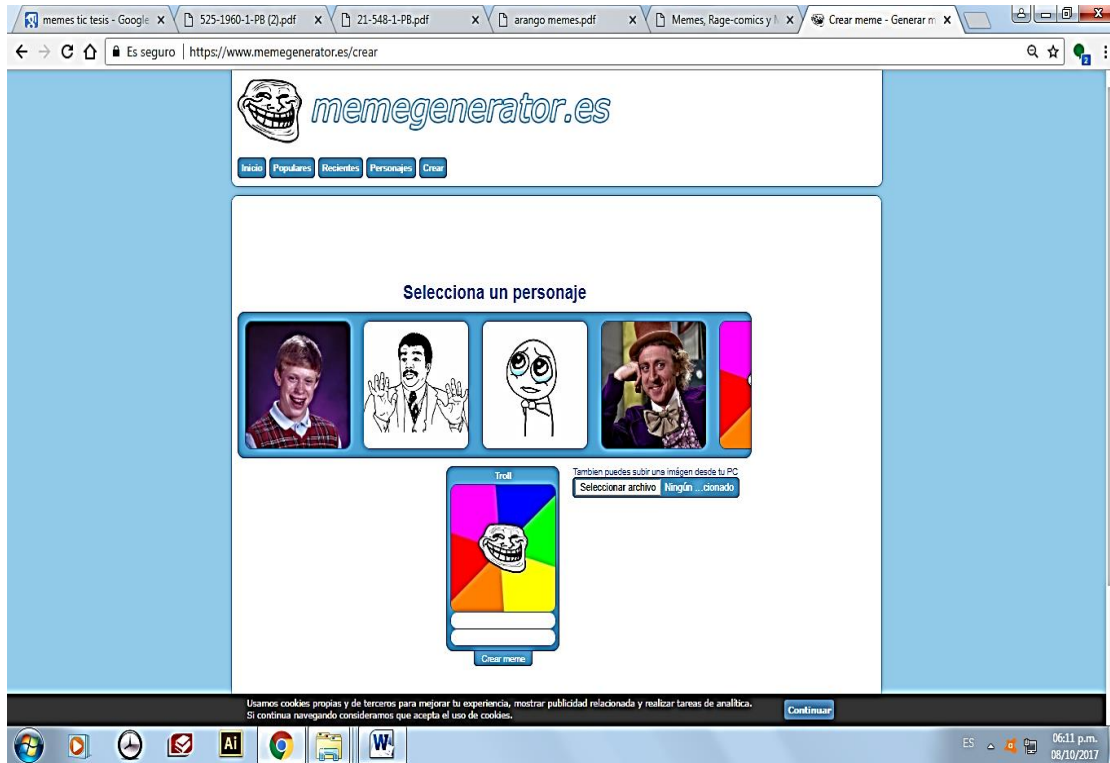 memes tic tesis - Google
525-1960-1-PB (2).pdf
21-548-1-PB.pdf
arango memes.pdf
Memes, Rage-comics y
Crear meme - Generar m
Es seguro | https://www.memegenerator.es/crear
2
memegenerator.es
Inicio Populares Recientes Personajes Crear
Selecciona un personaje
Troll
Tambien puedes subir una imágen desde tu PC
Seleccionar archivo Ningún ...cionado
Crear meme
Usamos cookies propias y de terceros para mejorar tu experiencia, mostrar publicidad relacionada y realizar tareas de analítica.
Si continua navegando consideramos que acepta el uso de cookies.
Continuar
Ai
W
ES
06:11 p.m.
08/10/2017